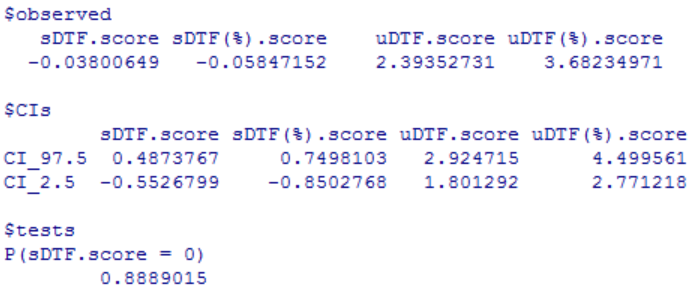 $observed
sDTF.score sDTF(%).score uDTF.score uDTF(%).score
-0.03800649 -0.05847152 2.39352731 3.68234971
$CIs
sDTF.score sDTF(%).score uDTF.score uDTF(%).score
CI_97.5 0.4873767 0.7498103 2.924715 4.499561
CI_2.5 -0.5526799 -0.8502768 1.801292 2.771218
$tests
P(sDTF.score = 0)
0.8889015